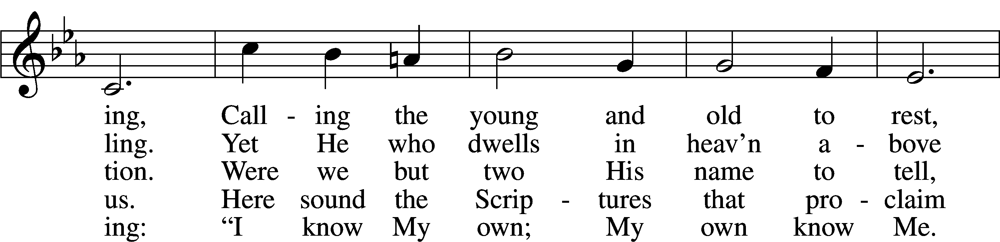 ing, Call - ing the young and old to rest,
ling. Yet He who dwells in heav’n a - bove
tion. Were we but two His name to tell,
us. Here sound the Scrip - tures that pro - claim
ing: “I know My own; My own know Me.